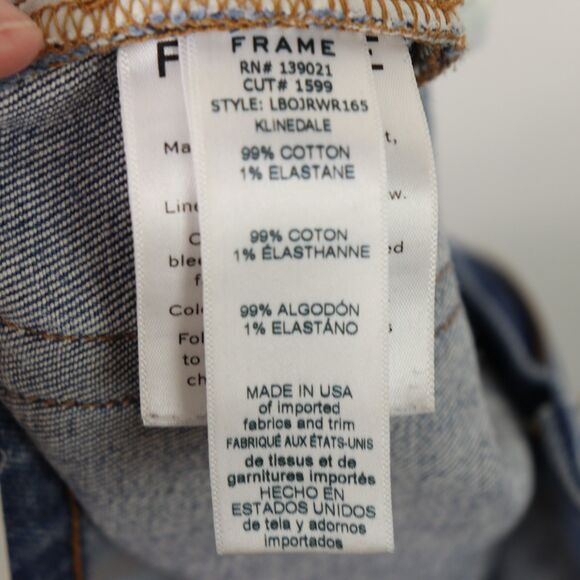 FRAME
RN# 139021
CUT# 1599
STYLE: LBOJRWR165
KLINEDALE
99% COTTON
1% ELASTANE
99% COTON
1% ÉLASTHANNE
99% ALGODÓN
1% ELASTÁNO
MADE IN USA
of imported
fabrics and trim
FABRIQUÉ AUX ÉTATS-UNIS
de tissus et de
garnitures importés
HECHO EN
ESTADOS UNIDOS
de tela y adornos
importados